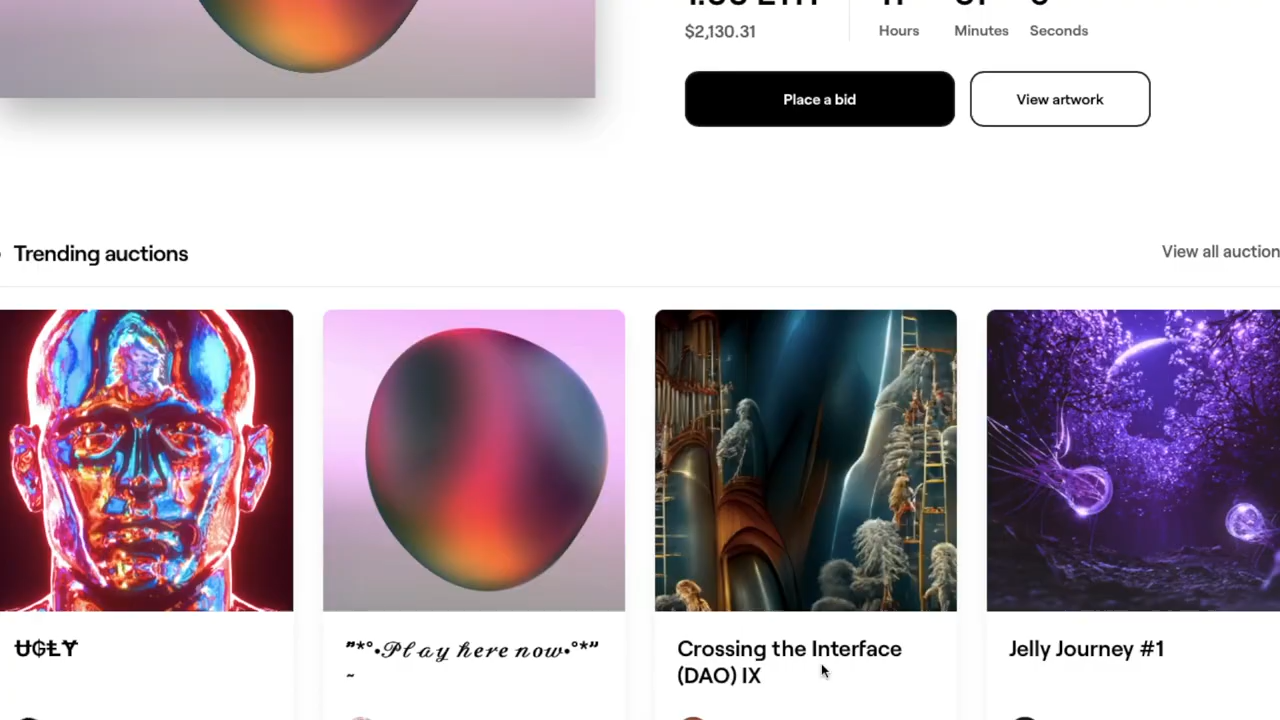 $2,130.31
Hours Minutes Seconds
Place a bid
View artwork
Trending auctions
View all auction
Ʉ₲ⱠɎ
"*°•𝒫𝓁𝒶𝓎 𝒽𝑒𝓇𝑒 𝓃𝑜𝓌•°*"
~
Crossing the Interface
(DAO) IX
Jelly Journey #1